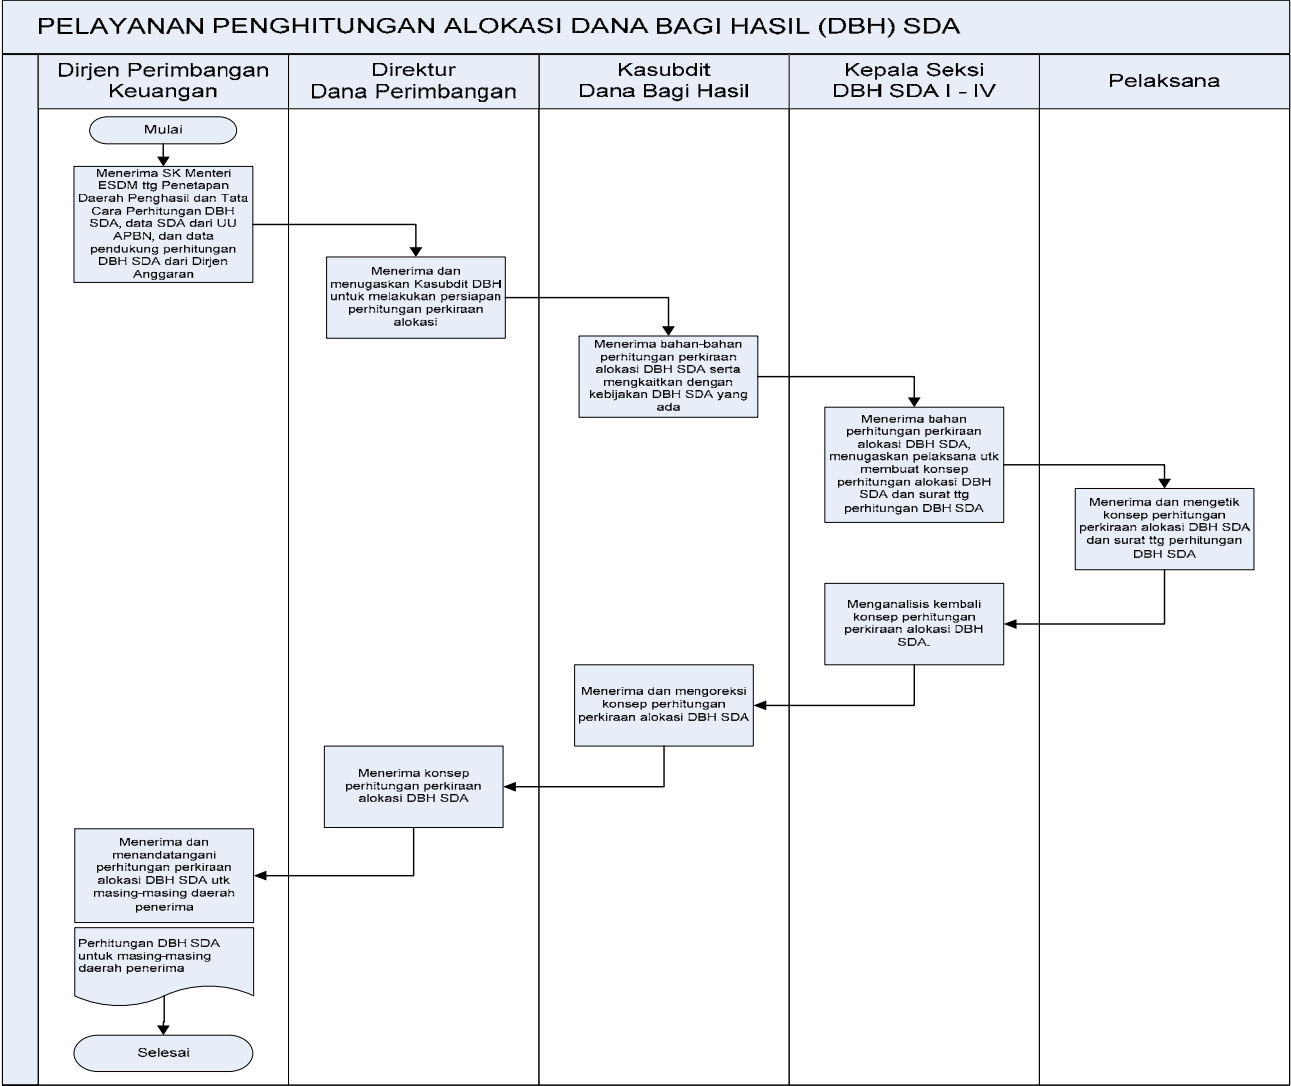 PELAYANAN PENGHITUNGAN ALOKASI DANA BAGI HASIL (DBH) SDA
Dirjen Perimbangan
Keuangan
Direktur
Dana Perimbangan
Kasubdit
Dana Bagi Hasil
Kepala Seksi
DBH SDA I - IV
Pelaksana
Mulai
Menerima SK Menteri
ESDM ttg Penetapan
Daerah Penghasil dan Tata
Cara Perhitungan DBH
SDA, data SDA dari UU
APBN, dan data
pendukung perhitungan
DBH SDA dari Dirjen
Anggaran
Menerima dan
menugaskan Kasubdit DBH
untuk melakukan persiapan
perhitungan perkiraan
alokasi
Menerima bahan-bahan
perhitungan perkiraan
alokasi DBH SDA serta
mengkaitkan dengan
kebijakan DBH SDA yang
ada
Menerima bahan
perhitungan perkiraan
alokasi DBH SDA,
menugaskan pelaksana utk
membuat konsep
perhitungan alokasi DBH
SDA dan surat ttg
perhitungan DBH SDA
Menerima dan mengetik
konsep perhitungan
perkiraan alokasi DBH SDA
dan surat ttg perhitungan
DBH SDA
Menganalisis kembali
konsep perhitungan
perkiraan alokasi DBH
SDA.
Menerima dan mengoreksi
konsep perhitungan
perkiraan alokasi DBH SDA
Menerima konsep
perhitungan perkiraan
alokasi DBH SDA
Menerima dan
menandatangani
perhitungan perkiraan
alokasi DBH SDA utk
masing-masing daerah
penerima
Perhitungan DBH SDA
untuk masing-masing
daerah penerima
Selesai